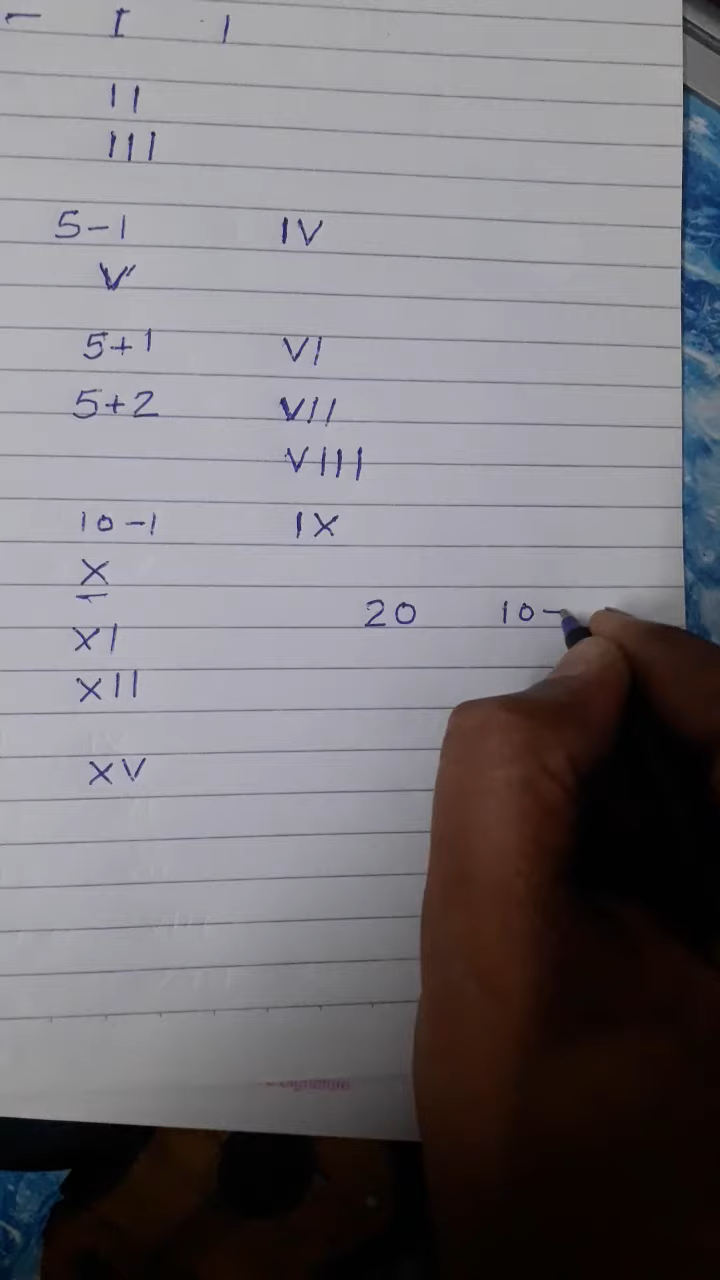 - I I
II
III
5-1 IV
V
5+1 VI
5+2 VII
VIII
10-1 IX
X
20 10-
XI
XII
XV